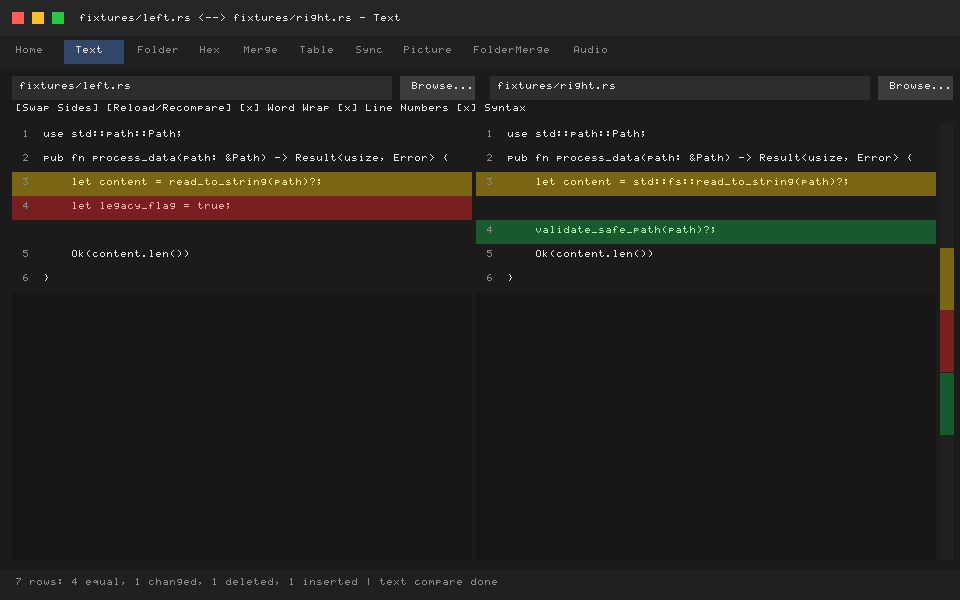 fixtures/left.rs <--> fixtures/right.rs - Text
Home Text Folder Hex Merge Table Sync Picture FolderMerge Audio
fixtures/left.rs Browse... fixtures/right.rs Browse...
[Swap Sides] [Reload/Recompare] [x] Word Wrap [x] Line Numbers [x] Syntax
1 use std::path::Path;
2 pub fn process_data(path: &Path) -> Result<usize, Error> {
3 let content = read_to_string(path)?;
4 let legacy_flag = true;
5 Ok(content.len())
6 }
1 use std::path::Path;
2 pub fn process_data(path: &Path) -> Result<usize, Error> {
3 let content = std::fs::read_to_string(path)?;
4 validate_safe_path(path)?;
5 Ok(content.len())
6 }
7 rows: 4 equal, 1 changed, 1 deleted, 1 inserted | text compare done